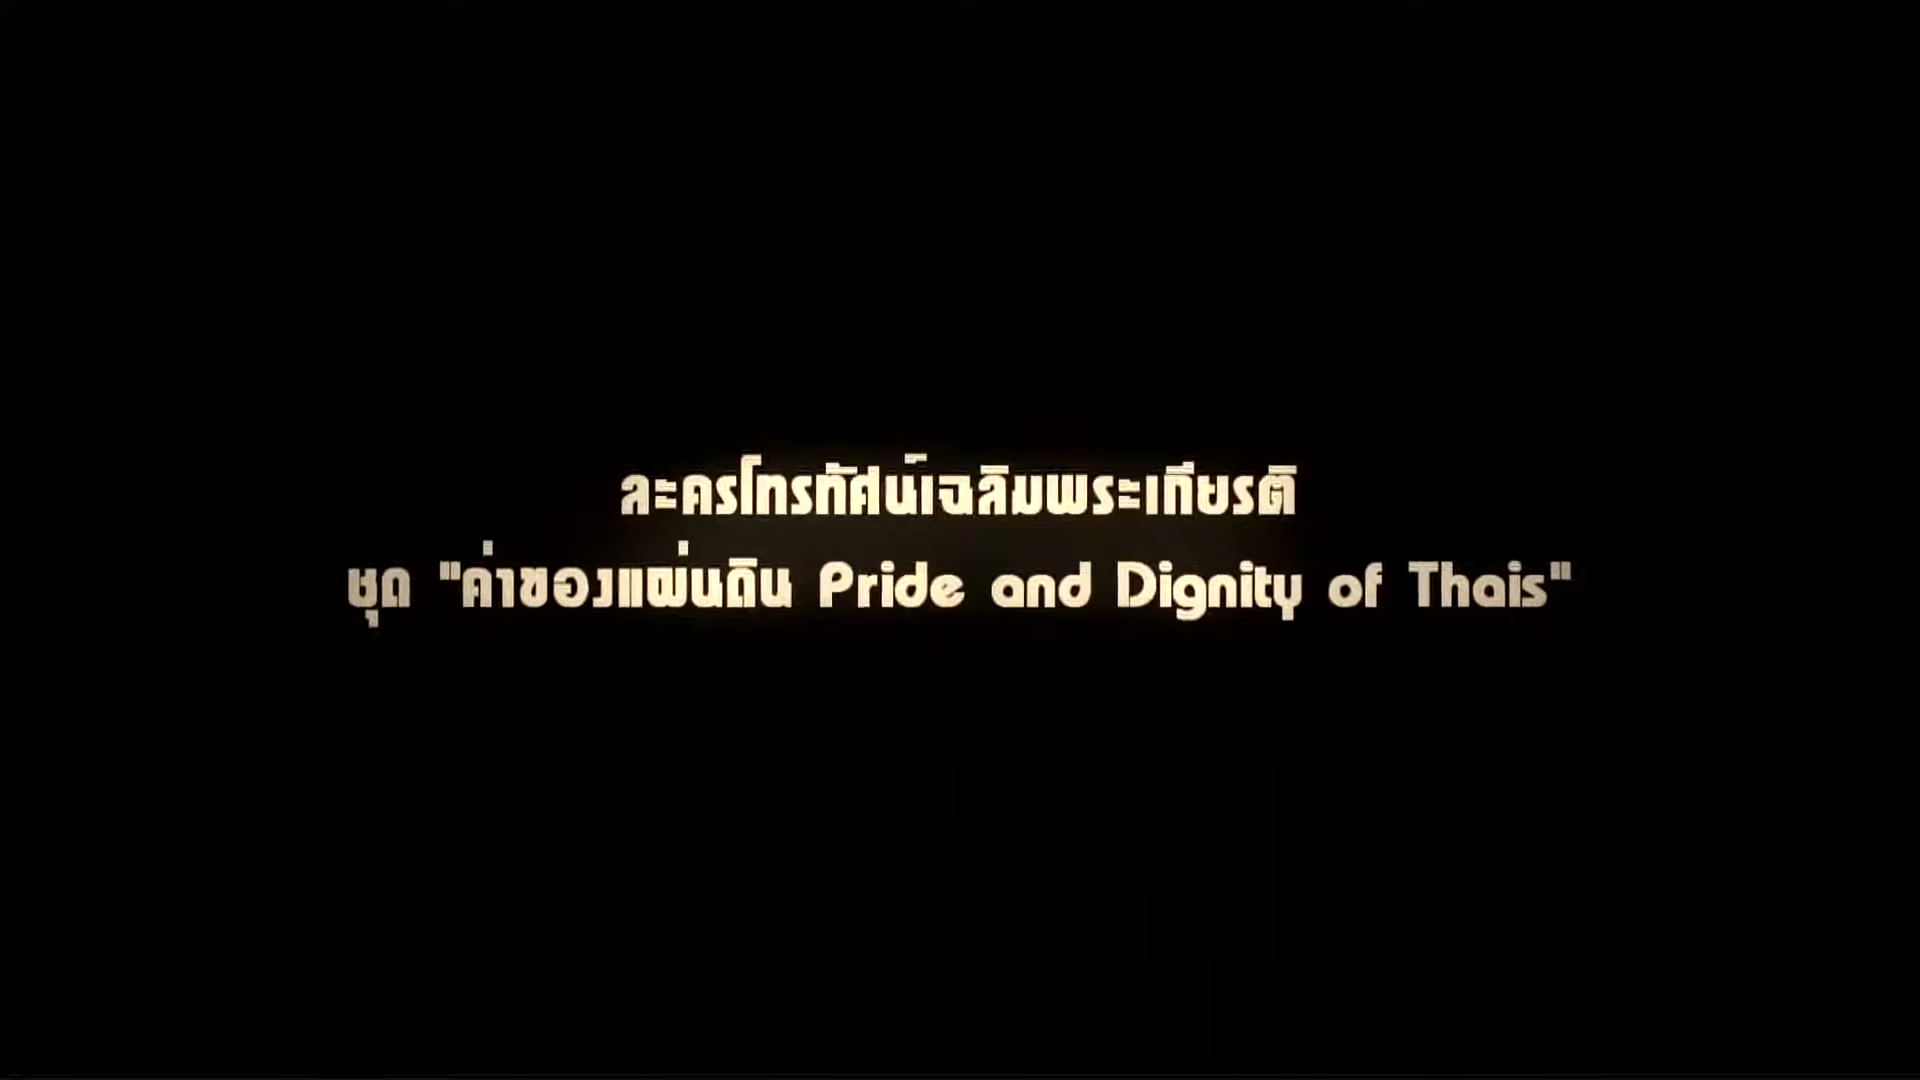 ละครโทรทัศน์เฉลิมพระเกียรติ
ชุด "ค่าของแผ่นดิน Pride and Dignity of Thais"